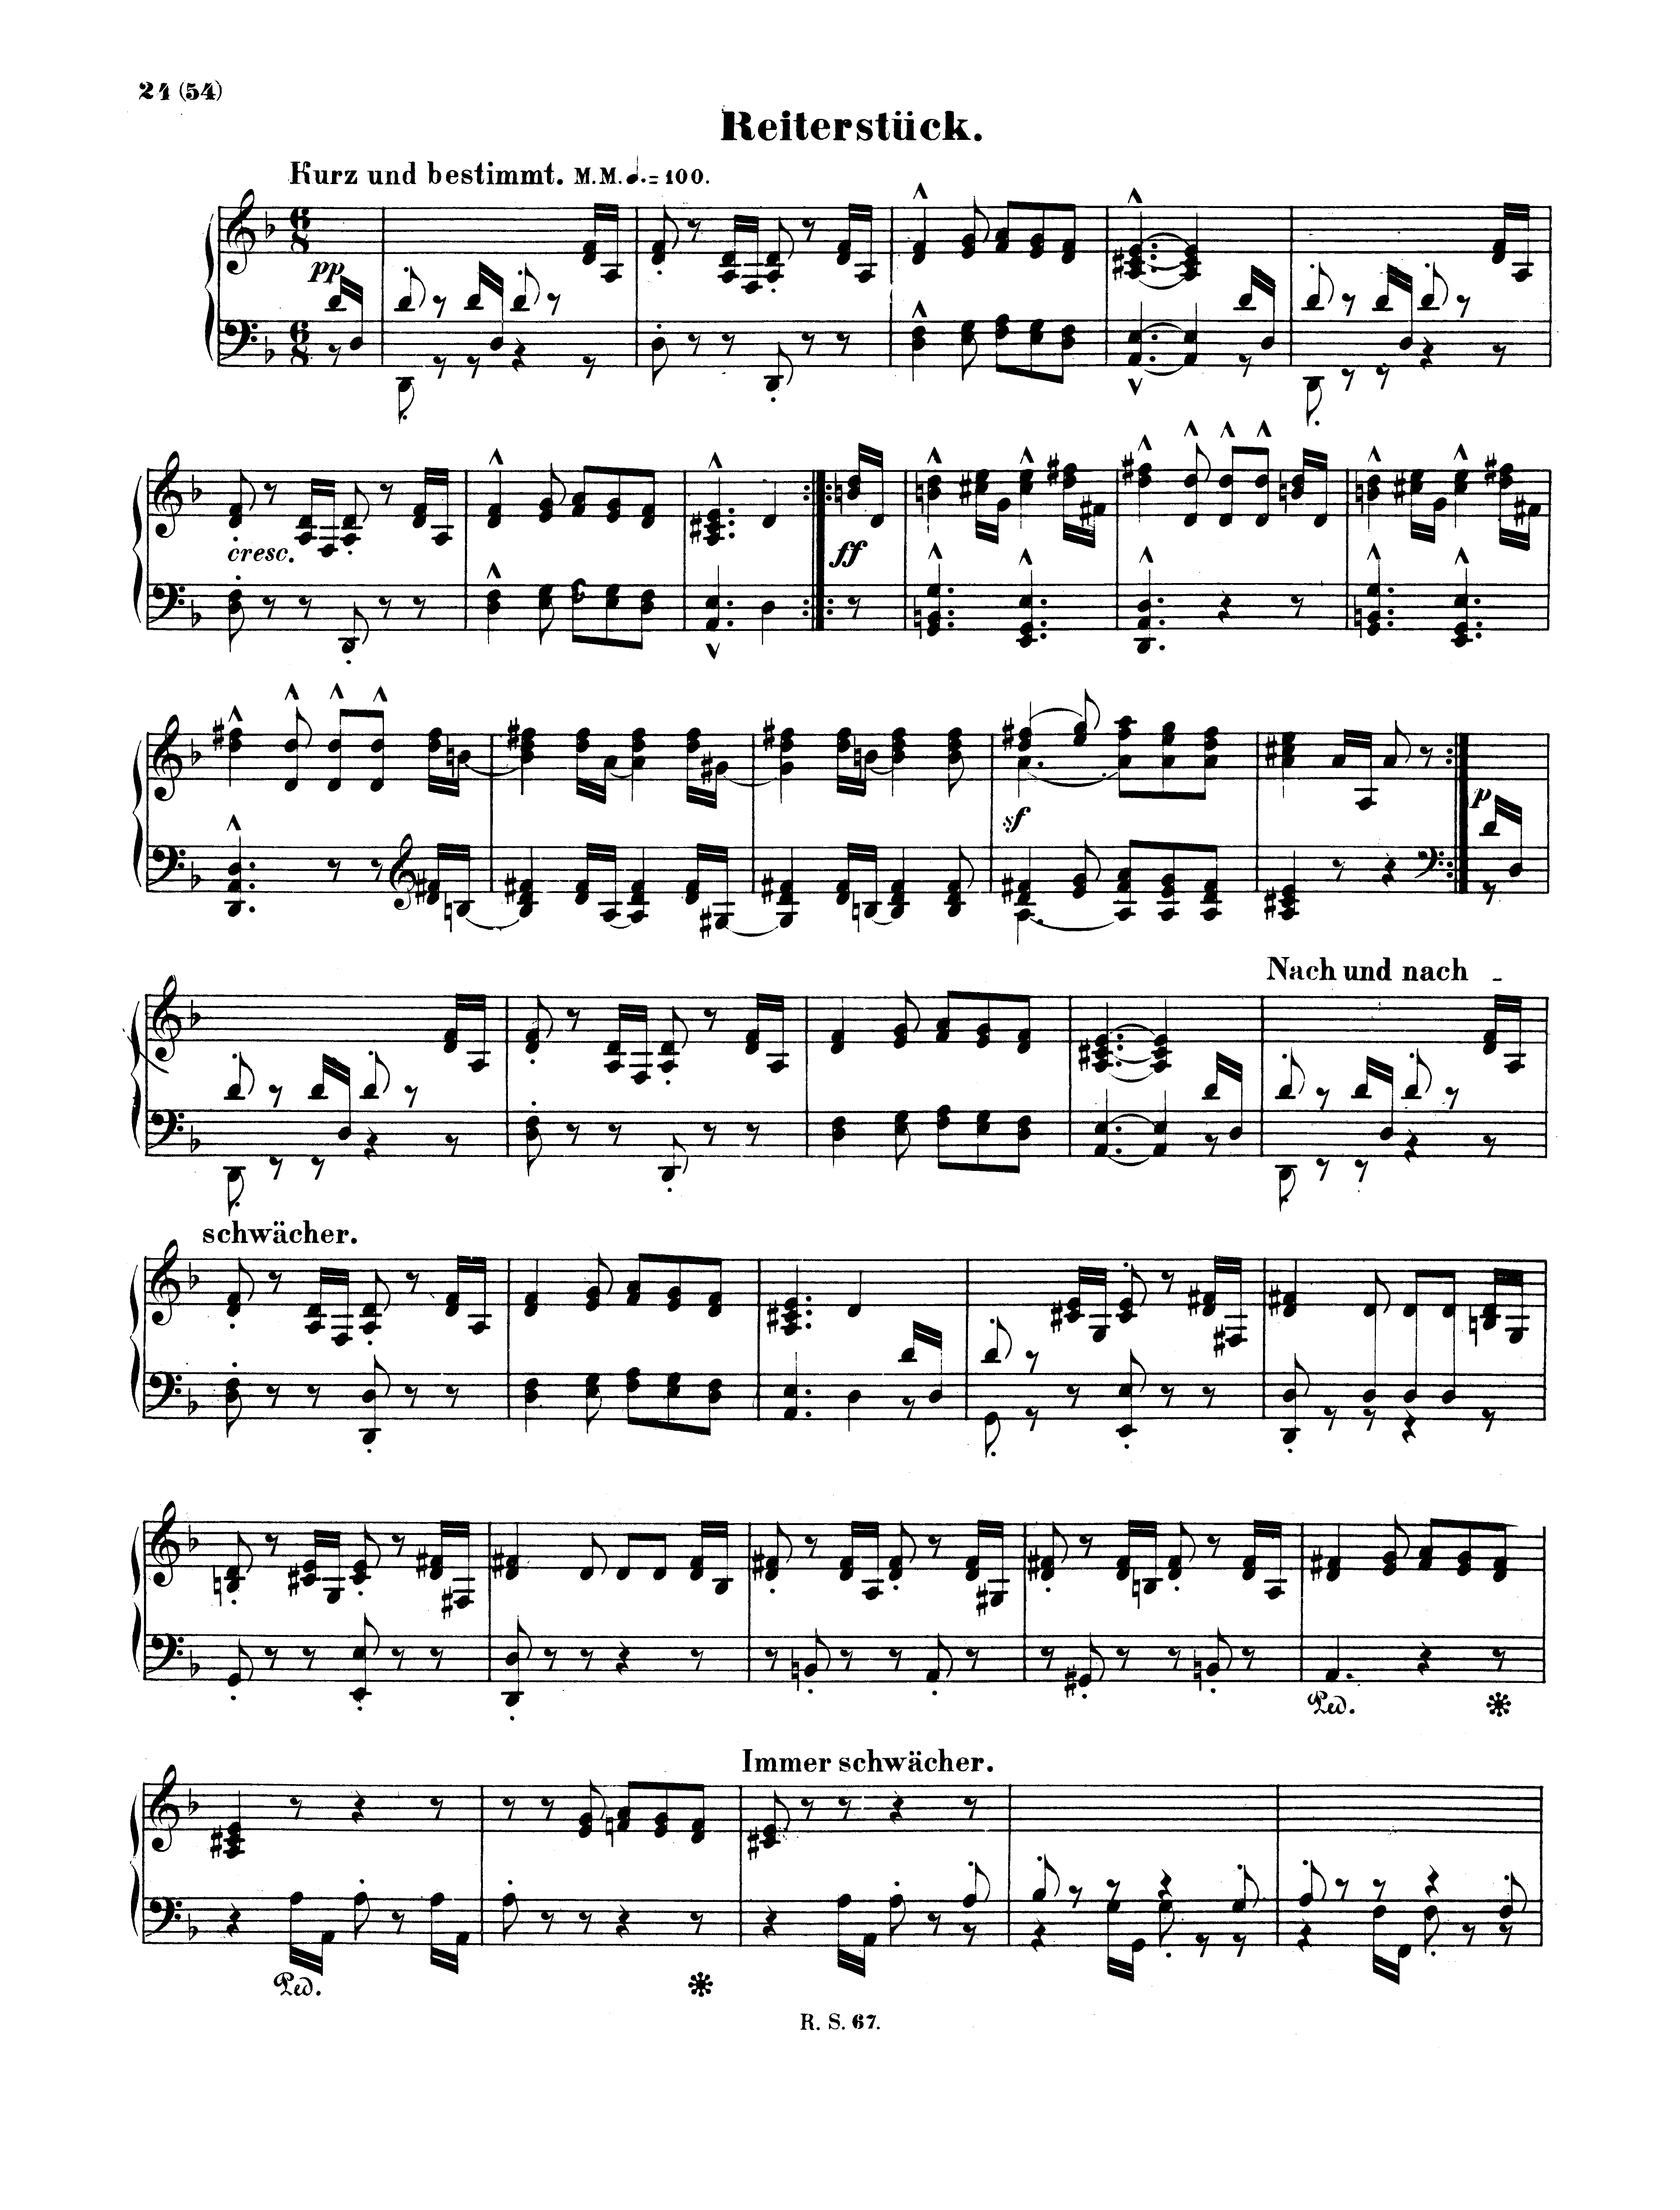 24 (54)
Reiterstück.
Kurz und bestimmt. M.M. ♩.= 100.
pp
cresc.
ff
sf
p
Nach und nach -
schwächer.
Ped.
Immer schwächer.
Ped.
R. S. 67.